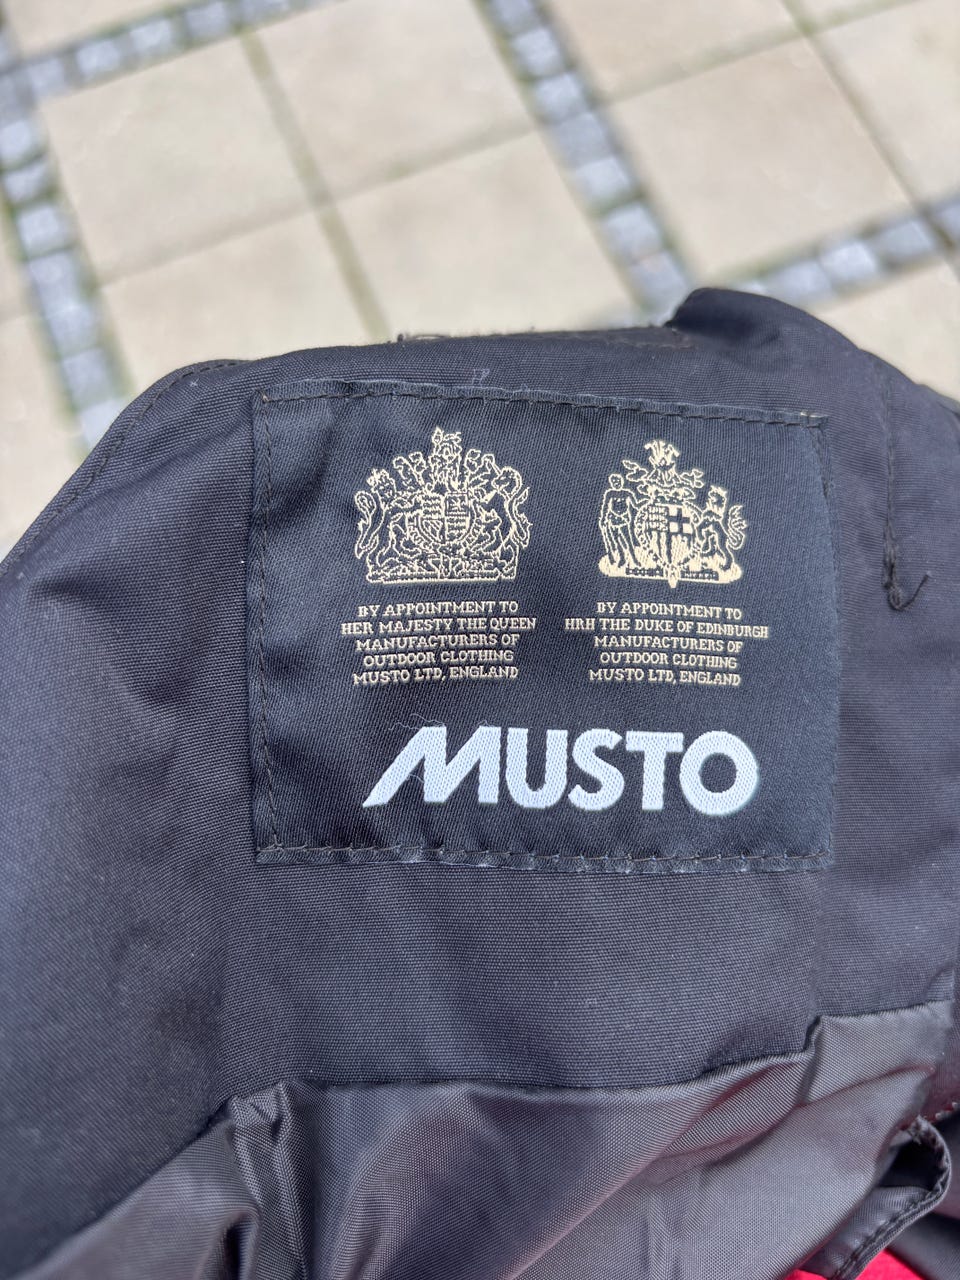 BY APPOINTMENT TO
HER MAJESTY THE QUEEN
MANUFACTURERS OF
OUTDOOR CLOTHING
MUSTO LTD, ENGLAND
BY APPOINTMENT TO
HRH THE DUKE OF EDINBURGH
MANUFACTURERS OF
OUTDOOR CLOTHING
MUSTO LTD, ENGLAND
MUSTO